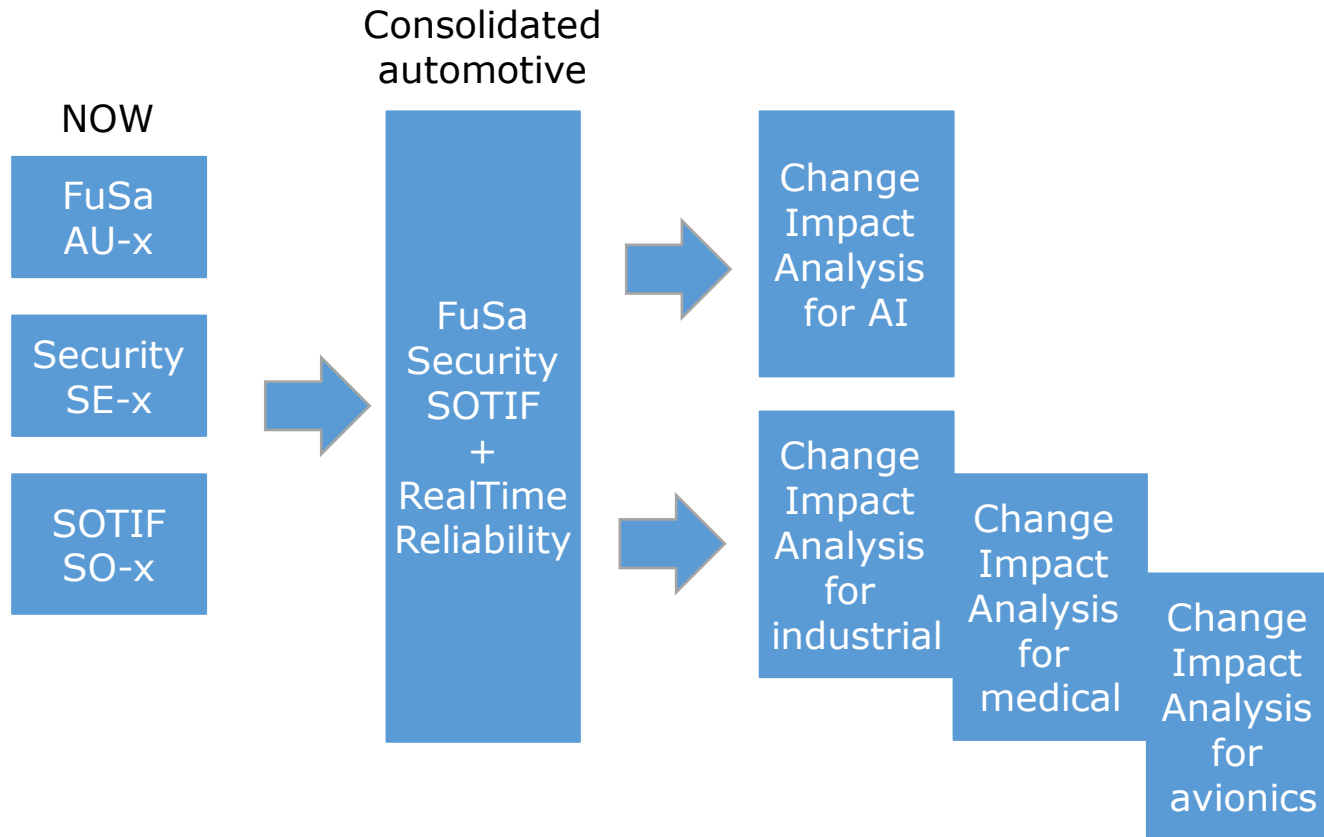 NOW
FuSa
AU-x
Security
SE-x
SOTIF
SO-x
Consolidated
automotive
FuSa
Security
SOTIF
+
RealTime
Reliability
Change
Impact
Analysis
for AI
Change
Impact
Analysis
for
industrial
Change
Impact
Analysis
for
medical
Change
Impact
Analysis
for
avionics